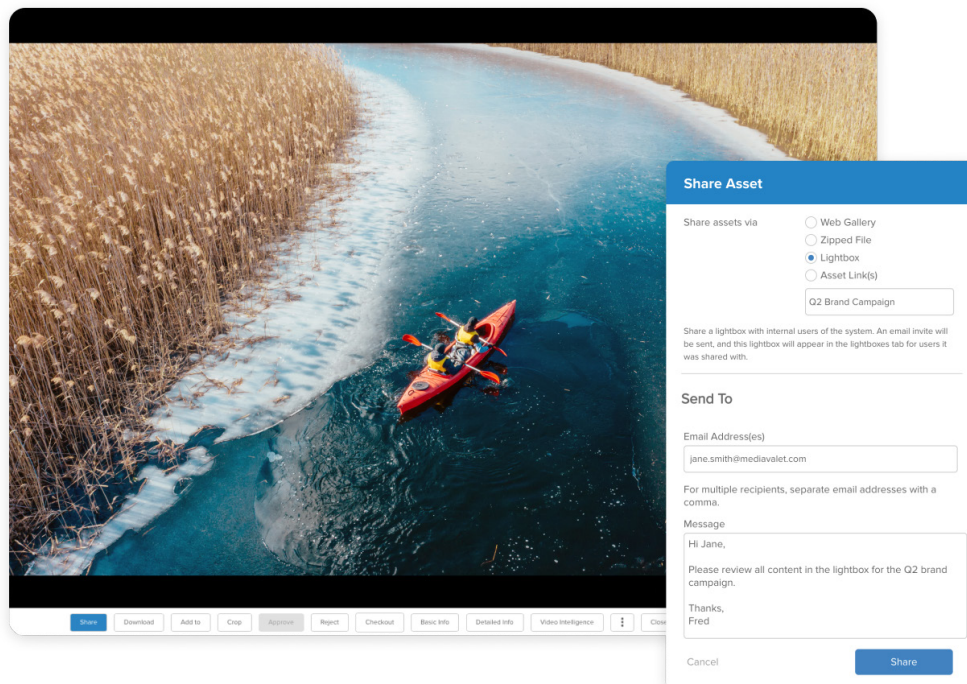 Share Asset
Share assets via
Web Gallery
Zipped File
Lightbox
Asset Link(s)
Q2 Brand Campaign
Share a lightbox with internal users of the system. An email invite will
be sent, and this lightbox will appear in the lightboxes tab for users it
was shared with.
Send To
Email Address(es)
jane.smith@mediavalet.com
For multiple recipients, separate email addresses with a
comma.
Message
Hi Jane,
Please review all content in the lightbox for the Q2 brand
campaign.
Thanks,
Fred
Cancel Share
Share Download Add to Crop Approve Reject Checkout Basic Info Detailed Info Video Intelligence Close